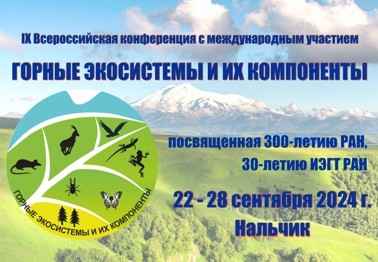 IX Всероссийская конференция с международным участием
ГОРНЫЕ ЭКОСИСТЕМЫ И ИХ КОМПОНЕНТЫ
посвященная 300-летию РАН,
30-летию ИЭГТ РАН
22 - 28 сентября 2024 г.
Нальчик
ГОРНЫЕ ЭКОСИСТЕМЫ И ИХ КОМПОНЕНТЫ